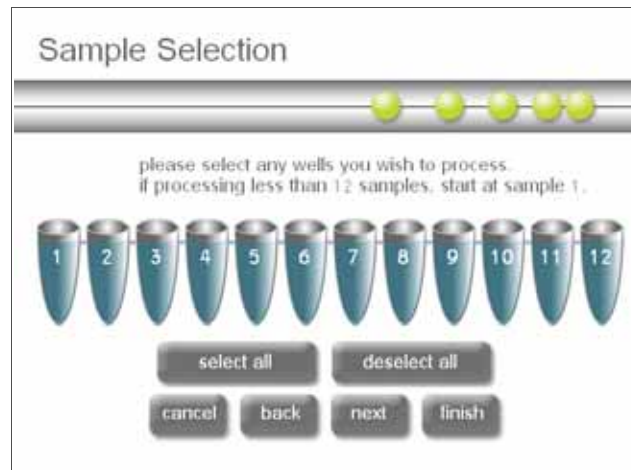 Sample Selection
please select any wells you wish to process.
if processing less than 12 samples, start at sample 1.
1 2 3 4 5 6 7 8 9 10 11 12
select all deselect all
cancel back next finish